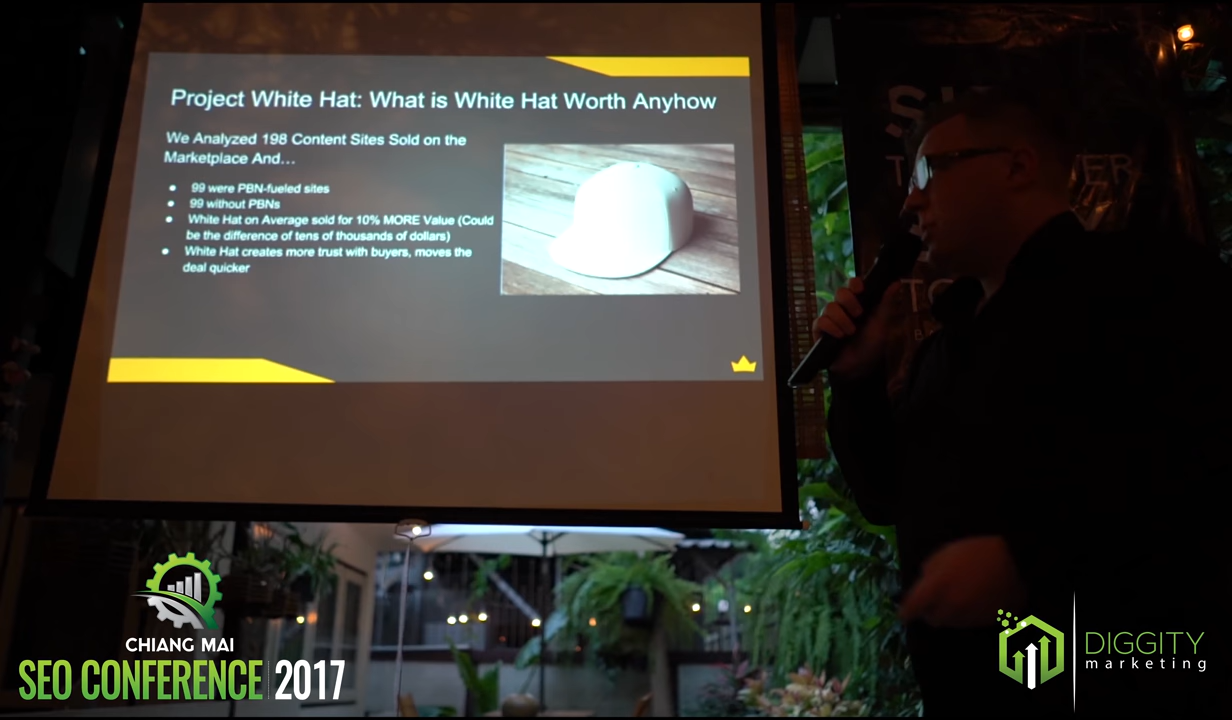 Project White Hat: What is White Hat Worth Anyhow
We Analyzed 198 Content Sites Sold on the
Marketplace And...
● 99 were PBN-fueled sites
● 99 without PBNs
● White Hat on Average sold for 10% MORE Value (Could
be the difference of tens of thousands of dollars)
● White Hat creates more trust with buyers, moves the
deal quicker
CHIANG MAI
SEO CONFERENCE 2017
DIGGITY
marketing